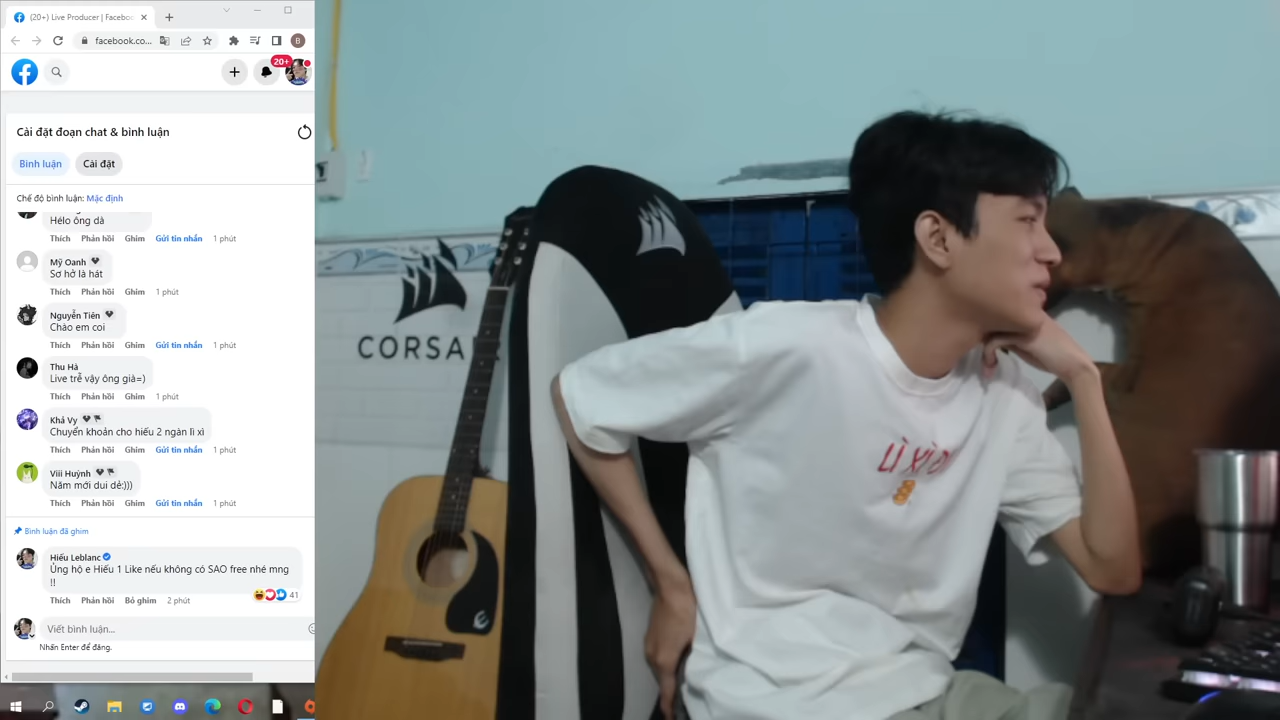 (20+) Live Producer | Facebo
facebook.co...
20+
Cài đặt đoạn chat & bình luận
Bình luận
Cài đặt
Chế độ bình luận: Mặc định
Hélo ông dà
Thích Phản hồi Ghim Gửi tin nhắn 1 phút
Mỹ Oanh
Sơ hở là hát
Thích Phản hồi Ghim 1 phút
Nguyễn Tiên
Chào em coi
Thích Phản hồi Ghim Gửi tin nhắn 1 phút
Thu Hà
Live trễ vậy ông già=)
Thích Phản hồi Ghim 1 phút
Khả Vy
Chuyển khoản cho hiếu 2 ngàn lì xì
Thích Phản hồi Ghim Gửi tin nhắn 1 phút
Viii Huỳnh
Năm mới dui dẻ:)))
Thích Phản hồi Ghim Gửi tin nhắn 1 phút
Bình luận đã ghim
Hiếu Leblanc
Ủng hộ e Hiếu 1 Like nếu không có SAO free nhé mng
!!
Thích Phản hồi Bỏ ghim 2 phút
41
Viết bình luận...
Nhấn Enter để đăng.
B
CORSA
LÌ XÌ